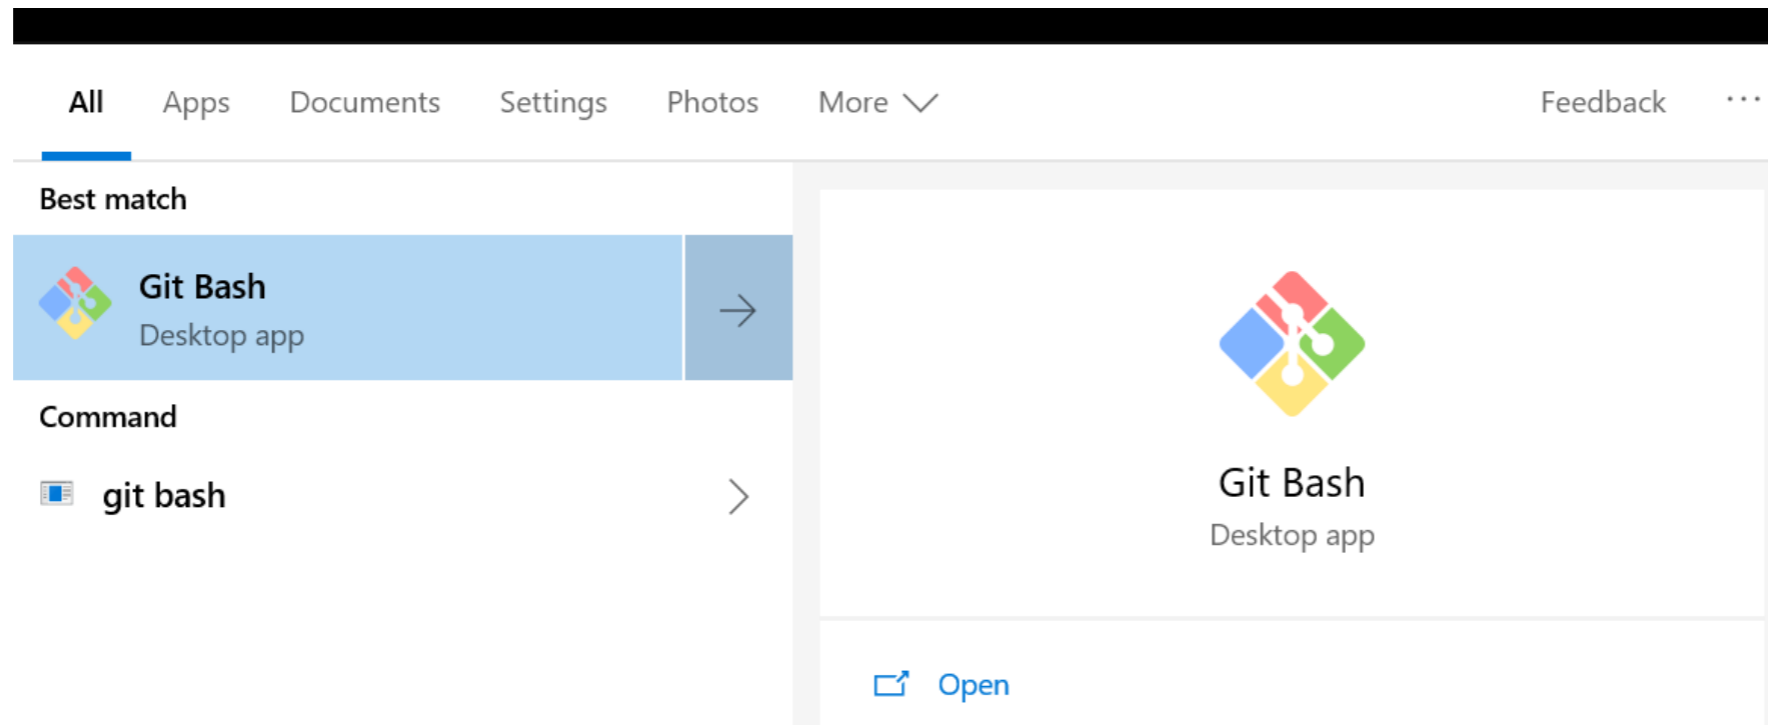 All Apps Documents Settings Photos More Feedback ...
Best match
Git Bash
Desktop app
Command
git bash
Git Bash
Desktop app
Open